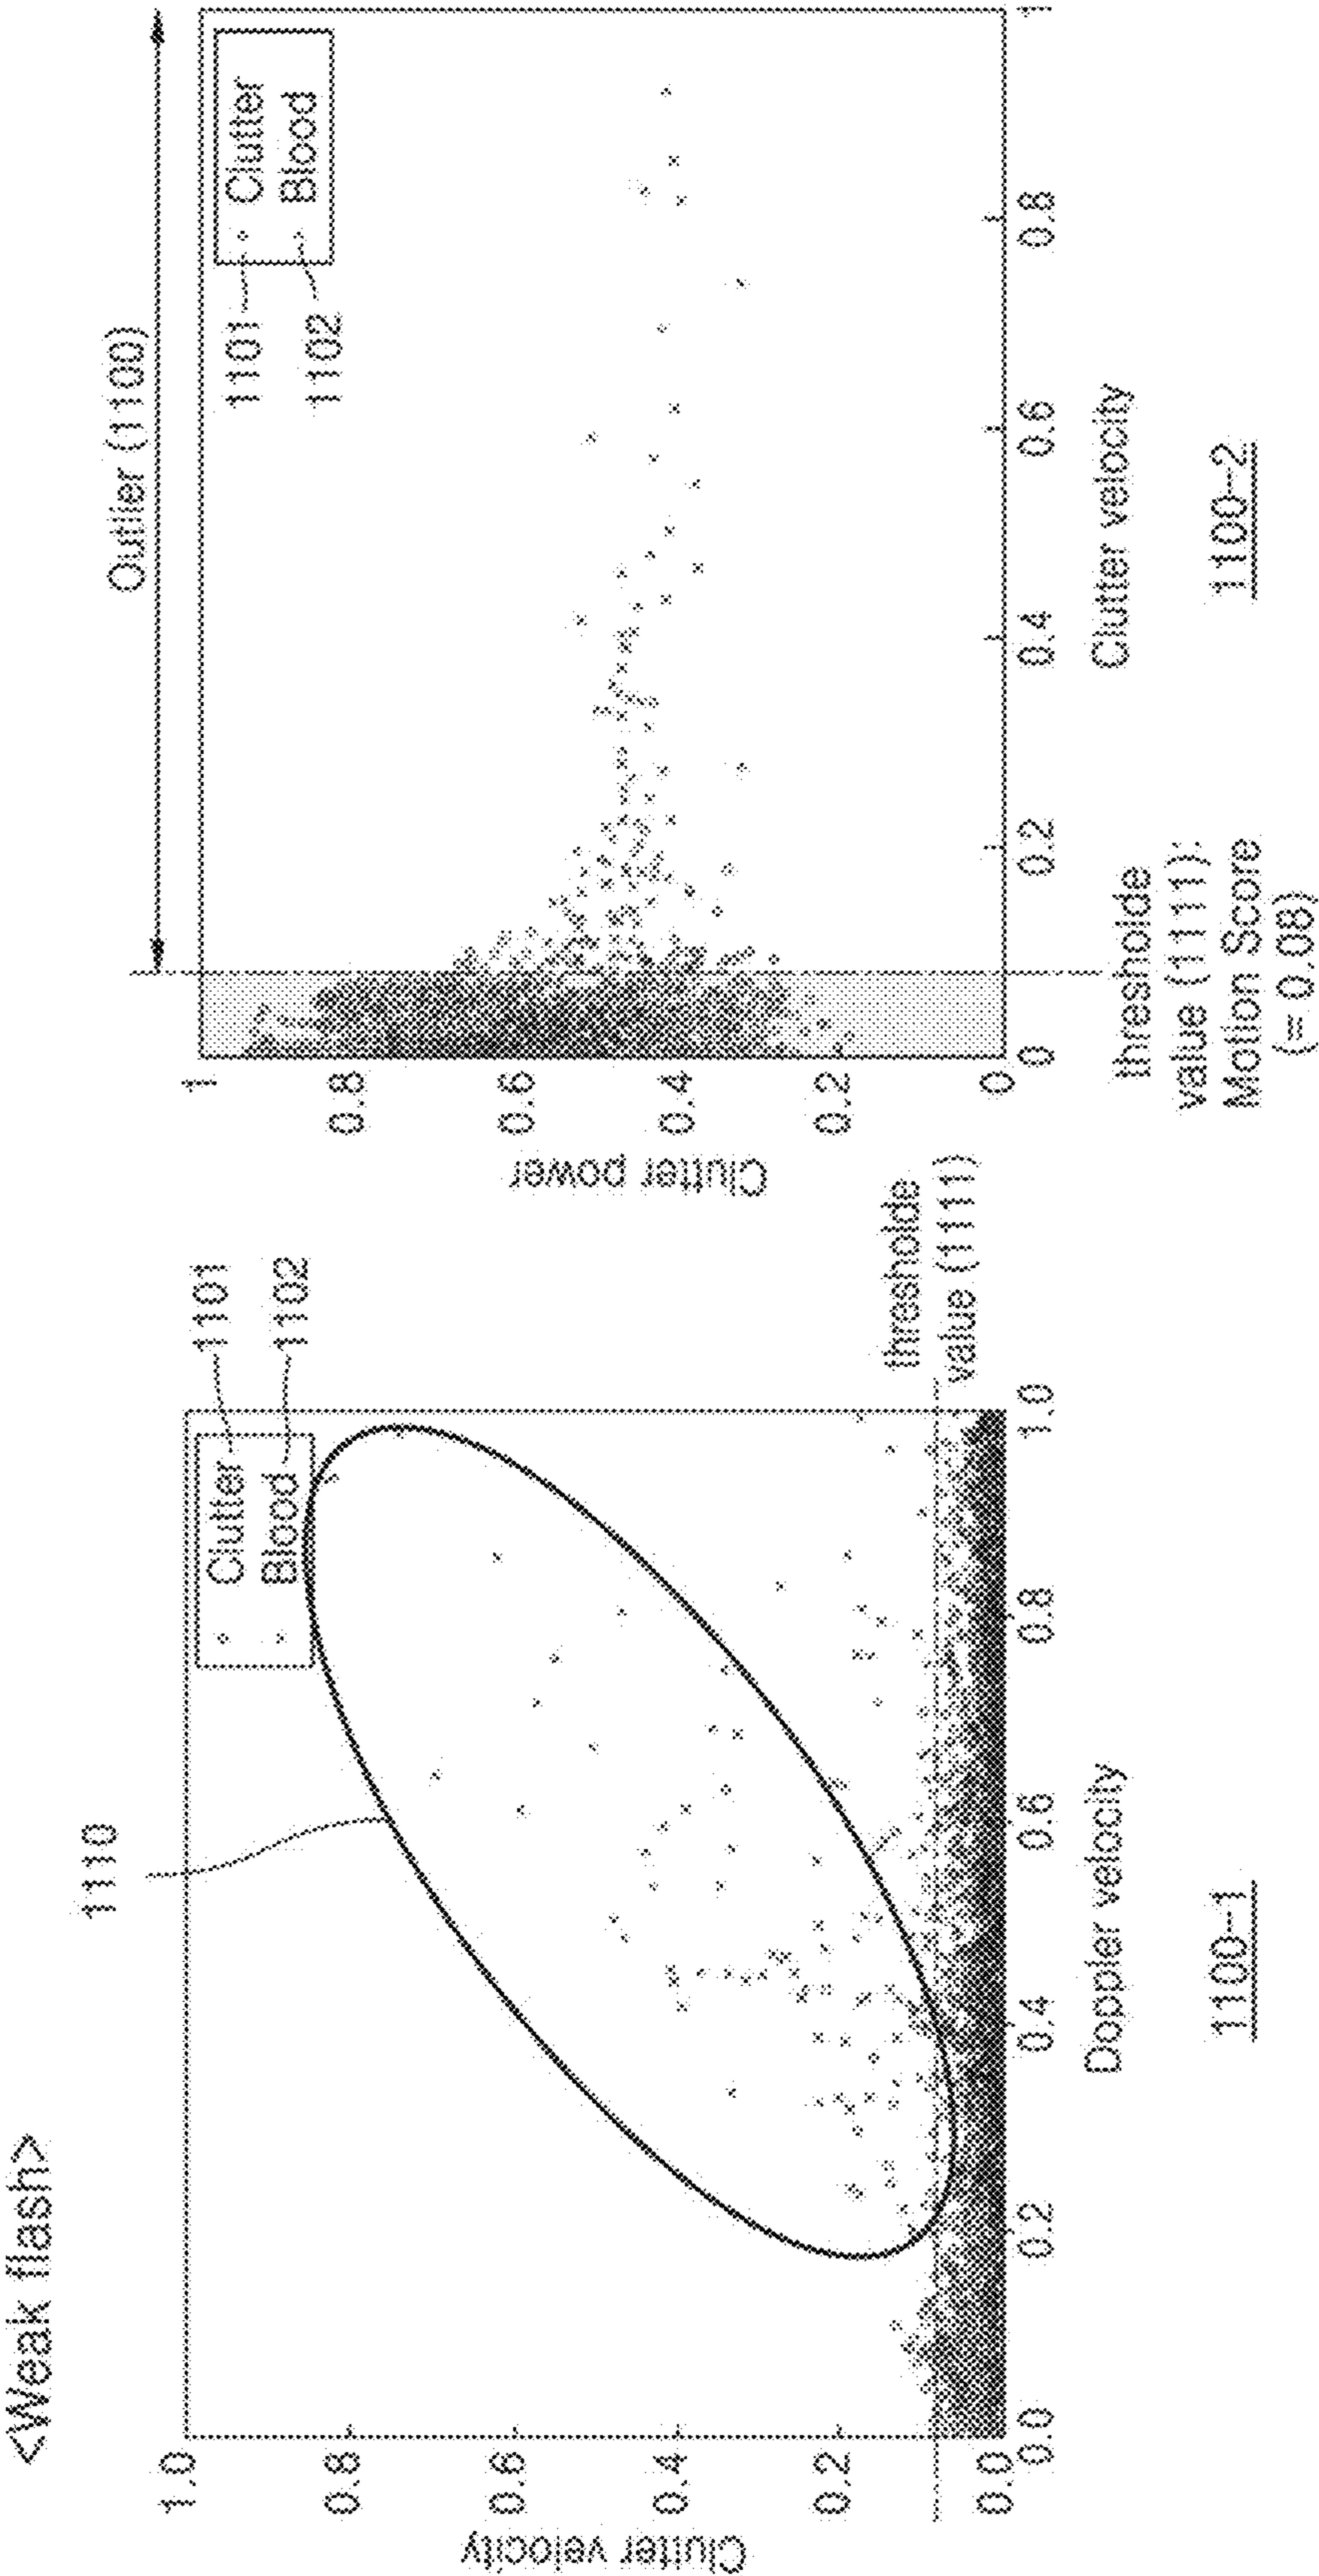 <Weak flash>
1110
1101
1102
Clutter
Blood
Clutter velocity
1.0
0.8
0.6
0.4
0.2
0.0
0.0
0.2
0.4
0.6
0.8
1.0
Doppler velocity
thresholde
value (1111)
1100-1
Outlier (1100)
1101
1102
Clutter
Blood
Clutter power
1
0.8
0.6
0.4
0.2
0
0
0.2
0.4
0.6
0.8
1
Clutter velocity
thresholde
value (1111):
Motion Score
(= 0.08)
1100-2